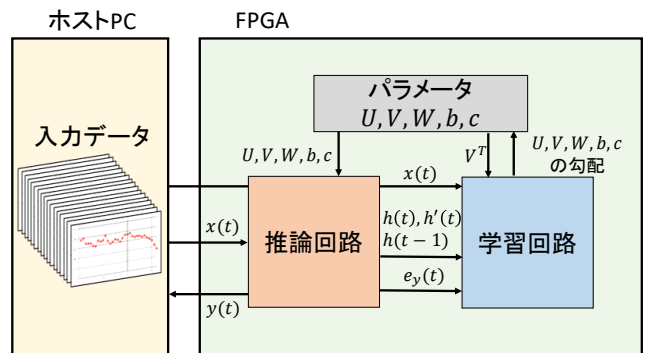 ホストPC
FPGA
パラメータ
U, V, W, b, c
入力データ
U, V, W, b, c
V^T
U, V, W, b, c
の勾配
x(t)
x(t)
推論回路
h(t), h′(t)
h(t − 1)
学習回路
e_y(t)
y(t)